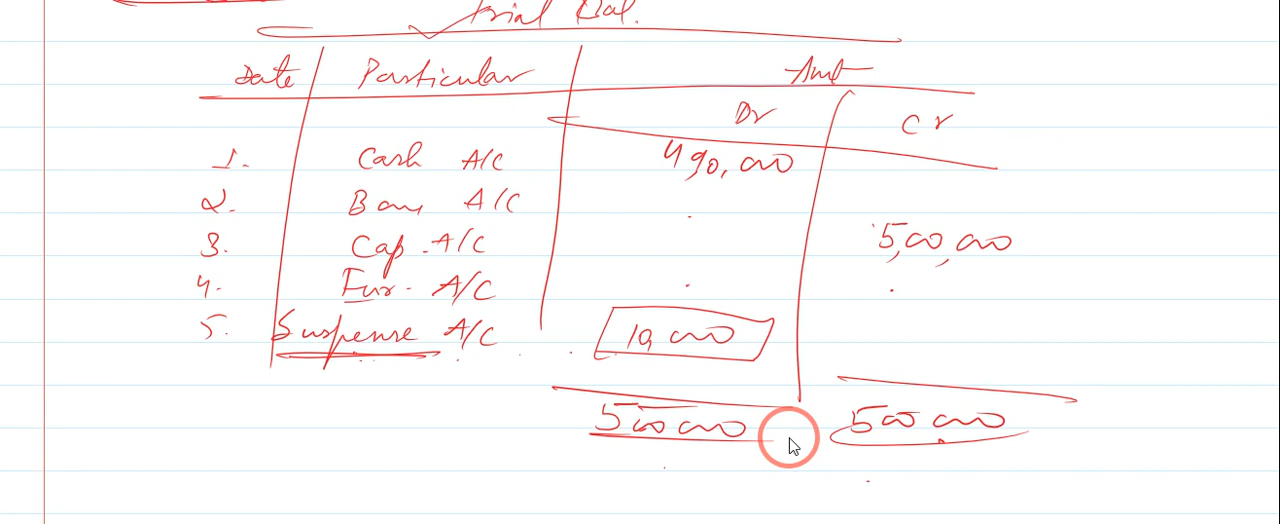 Trial Bal.
Date Particular Amt
Dr Cr
1. Cash A/C 490,000
2. Bank A/C
3. Cap. A/C 5,00,000
4. Fur. A/C
5. Suspense A/C 10,000
500000 500000